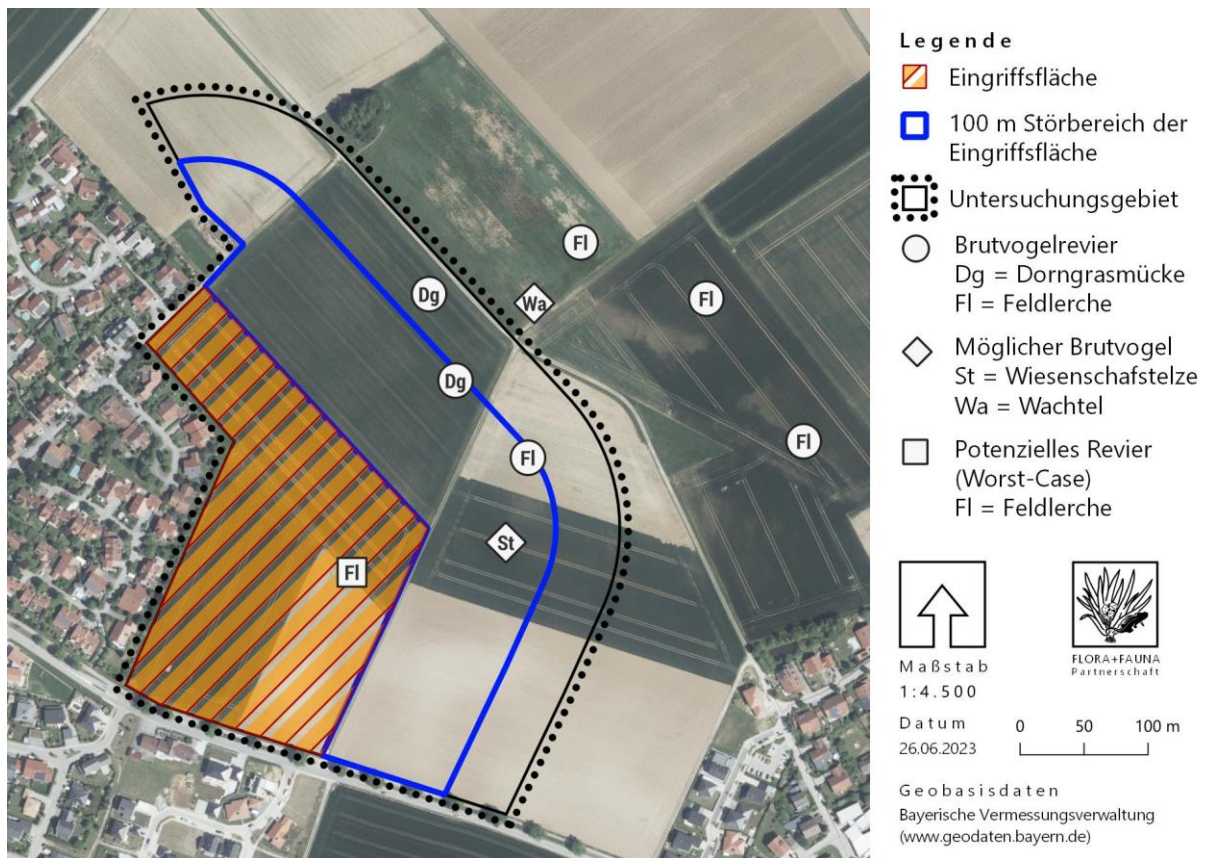 Fl
Dg
Wa
Fl
Dg
Fl
Fl
St
Fl
Legende
Eingriffsfläche
100 m Störbereich der
Eingriffsfläche
Untersuchungsgebiet
Brutvogelrevier
Dg = Dorngrasmücke
Fl = Feldlerche
Möglicher Brutvogel
St = Wiesenschafstelze
Wa = Wachtel
Potenzielles Revier
(Worst-Case)
Fl = Feldlerche
Maßstab
1:4.500
FLORA+FAUNA
Partnerschaft
Datum
26.06.2023
0 50 100 m
Geobasisdaten
Bayerische Vermessungsverwaltung
(www.geodaten.bayern.de)